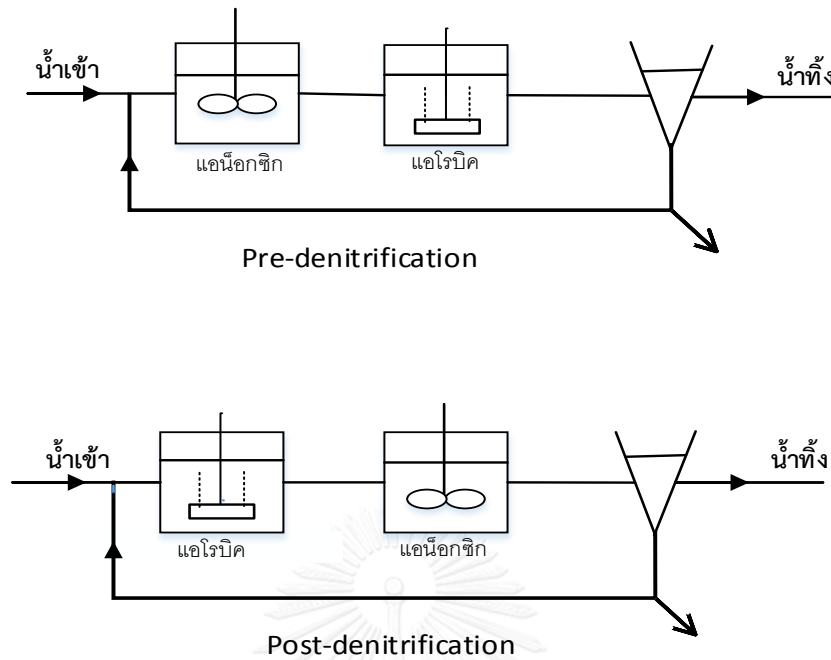 น้ำเข้า
น้ำทิ้ง
แอน็อกซิก
แอโรบิค
Pre-denitrification
น้ำเข้า
น้ำทิ้ง
แอโรบิค
แอน็อกซิก
Post-denitrification